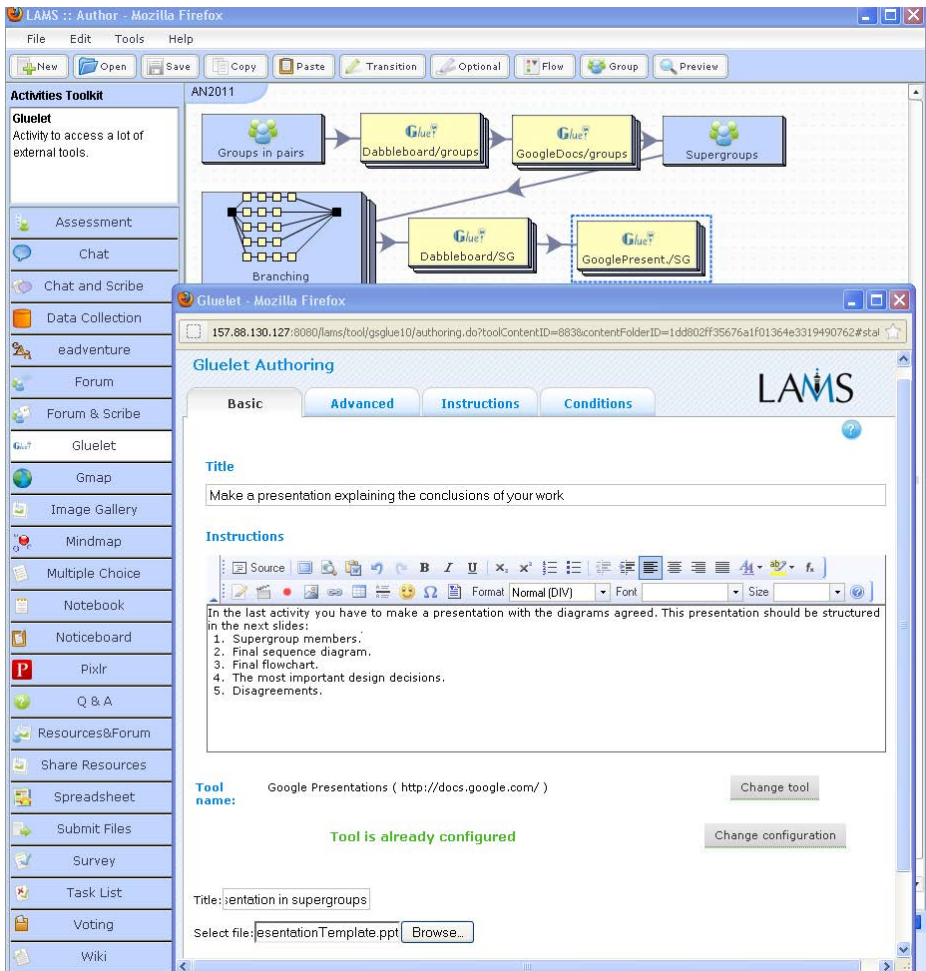 LAMS :: Author - Mozilla Firefox
File Edit Tools Help
New Open Save Copy Paste Transition Optional Flow Group Preview
Activities Toolkit
Gluelet
Activity to access a lot of
external tools.
Assessment
Chat
Chat and Scribe
Data Collection
eadventure
Forum
Forum & Scribe
Gluelet
Gmap
Image Gallery
Mindmap
Multiple Choice
Notebook
Noticeboard
Pixlr
Q & A
Resources&Forum
Share Resources
Spreadsheet
Submit Files
Survey
Task List
Voting
Wiki
AN2011
Groups in pairs
Dabbleboard/groups
GoogleDocs/groups
Supergroups
Branching
Dabbleboard/SG
GooglePresent./SG
Gluelet - Mozilla Firefox
157.88.130.127:8080/lams/tool/gsglue10/authoring.do?toolContentID=883&contentFolderID=1dd802ff35676a1f01364e3319490762#stal
Gluelet Authoring
LAMS
Basic Advanced Instructions Conditions
Title
Make a presentation explaining the conclusions of your work
Instructions
Source B I U
Format Normal (DIV) Font Size
In the last activity you have to make a presentation with the diagrams agreed. This presentation should be structured
in the next slides:
1. Supergroup members.
2. Final sequence diagram.
3. Final flowchart.
4. The most important design decisions.
5. Disagreements.
Tool
name:
Google Presentations ( http://docs.google.com/ )
Change tool
Tool is already configured
Change configuration
Title: sentation in supergroups
Select file: esentationTemplate.ppt Browse...